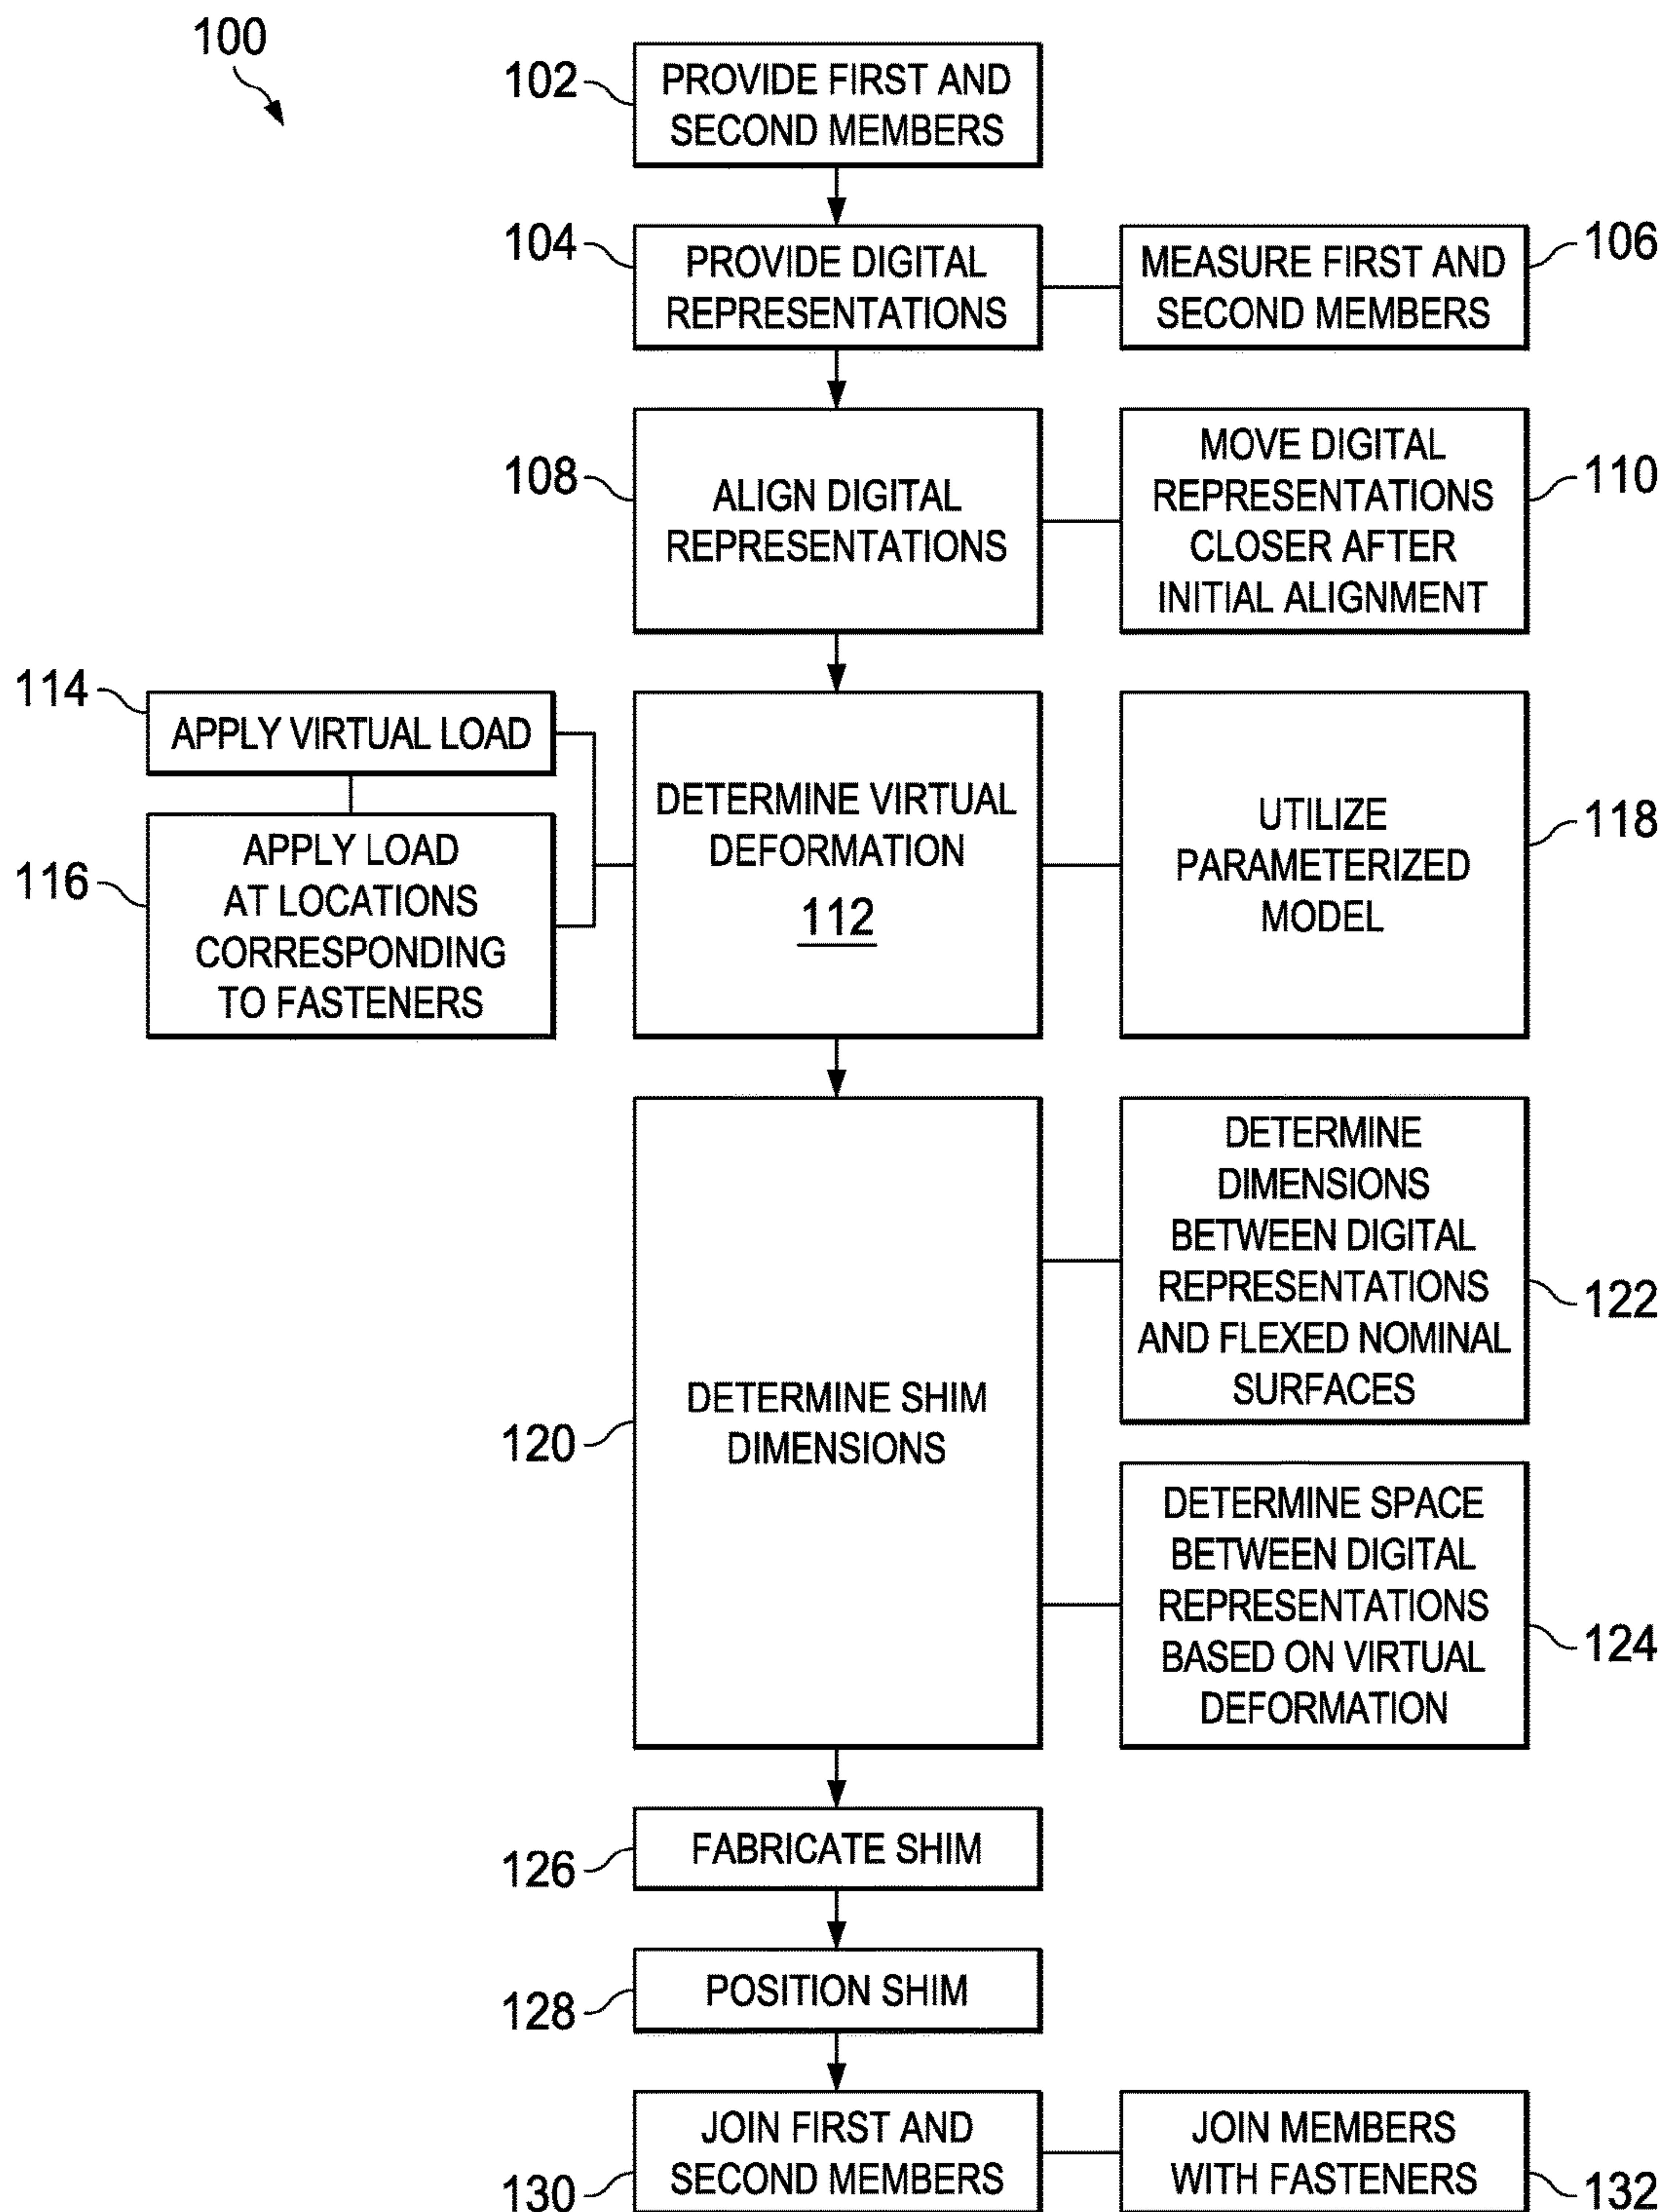 100
102
PROVIDE FIRST AND
SECOND MEMBERS
104
PROVIDE DIGITAL
REPRESENTATIONS
MEASURE FIRST AND
SECOND MEMBERS
106
108
ALIGN DIGITAL
REPRESENTATIONS
MOVE DIGITAL
REPRESENTATIONS
CLOSER AFTER
INITIAL ALIGNMENT
110
114
APPLY VIRTUAL LOAD
116
APPLY LOAD
AT LOCATIONS
CORRESPONDING
TO FASTENERS
DETERMINE VIRTUAL
DEFORMATION
112
UTILIZE
PARAMETERIZED
MODEL
118
120
DETERMINE SHIM
DIMENSIONS
DETERMINE
DIMENSIONS
BETWEEN DIGITAL
REPRESENTATIONS
AND FLEXED NOMINAL
SURFACES
122
DETERMINE SPACE
BETWEEN DIGITAL
REPRESENTATIONS
BASED ON VIRTUAL
DEFORMATION
124
126
FABRICATE SHIM
128
POSITION SHIM
130
JOIN FIRST AND
SECOND MEMBERS
JOIN MEMBERS
WITH FASTENERS
132